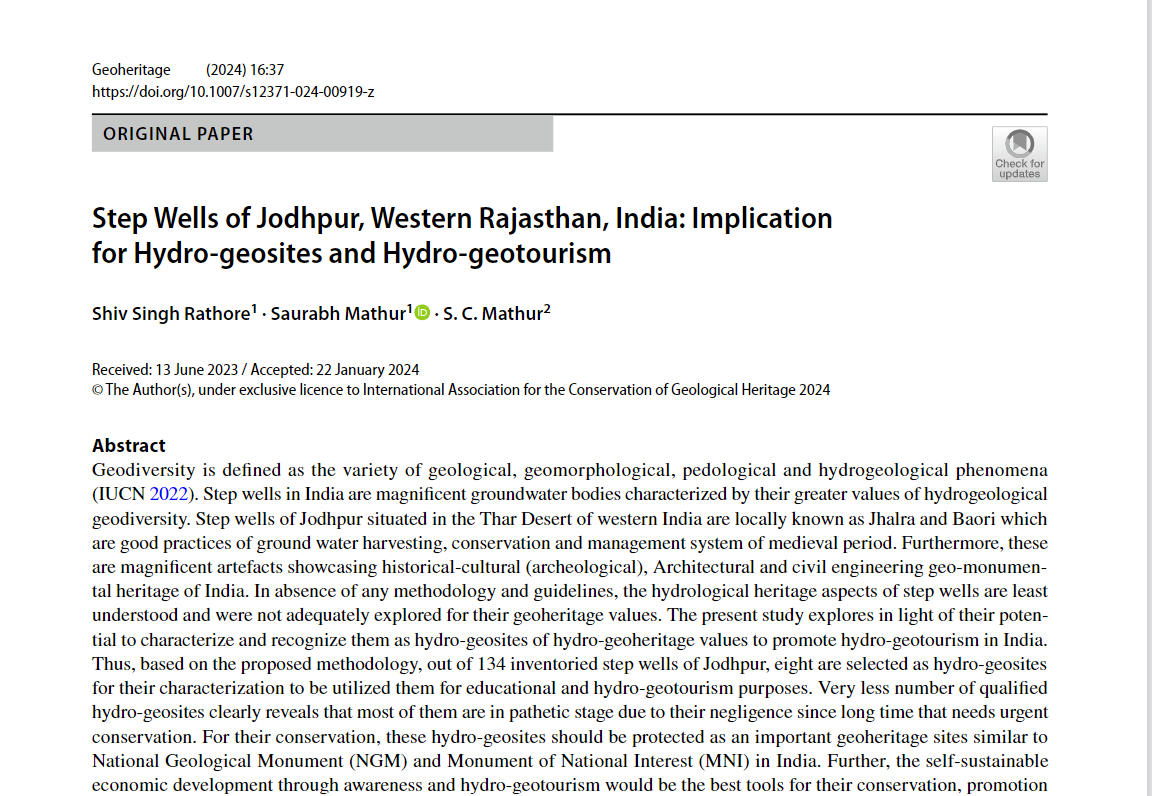 Geoheritage (2024) 16:37
https://doi.org/10.1007/s12371-024-00919-z
ORIGINAL PAPER
Check for
updates
Step Wells of Jodhpur, Western Rajasthan, India: Implication
for Hydro-geosites and Hydro-geotourism
Shiv Singh Rathore1 · Saurabh Mathur1 iD · S. C. Mathur2
Received: 13 June 2023 / Accepted: 22 January 2024
© The Author(s), under exclusive licence to International Association for the Conservation of Geological Heritage 2024
Abstract
Geodiversity is defined as the variety of geological, geomorphological, pedological and hydrogeological phenomena
(IUCN 2022). Step wells in India are magnificent groundwater bodies characterized by their greater values of hydrogeological
geodiversity. Step wells of Jodhpur situated in the Thar Desert of western India are locally known as Jhalra and Baori which
are good practices of ground water harvesting, conservation and management system of medieval period. Furthermore, these
are magnificent artefacts showcasing historical-cultural (archeological), Architectural and civil engineering geo-monumen-
tal heritage of India. In absence of any methodology and guidelines, the hydrological heritage aspects of step wells are least
understood and were not adequately explored for their geoheritage values. The present study explores in light of their poten-
tial to characterize and recognize them as hydro-geosites of hydro-geoheritage values to promote hydro-geotourism in India.
Thus, based on the proposed methodology, out of 134 inventoried step wells of Jodhpur, eight are selected as hydro-geosites
for their characterization to be utilized them for educational and hydro-geotourism purposes. Very less number of qualified
hydro-geosites clearly reveals that most of them are in pathetic stage due to their negligence since long time that needs urgent
conservation. For their conservation, these hydro-geosites should be protected as an important geoheritage sites similar to
National Geological Monument (NGM) and Monument of National Interest (MNI) in India. Further, the self-sustainable
economic development through awareness and hydro-geotourism would be the best tools for their conservation, promotion